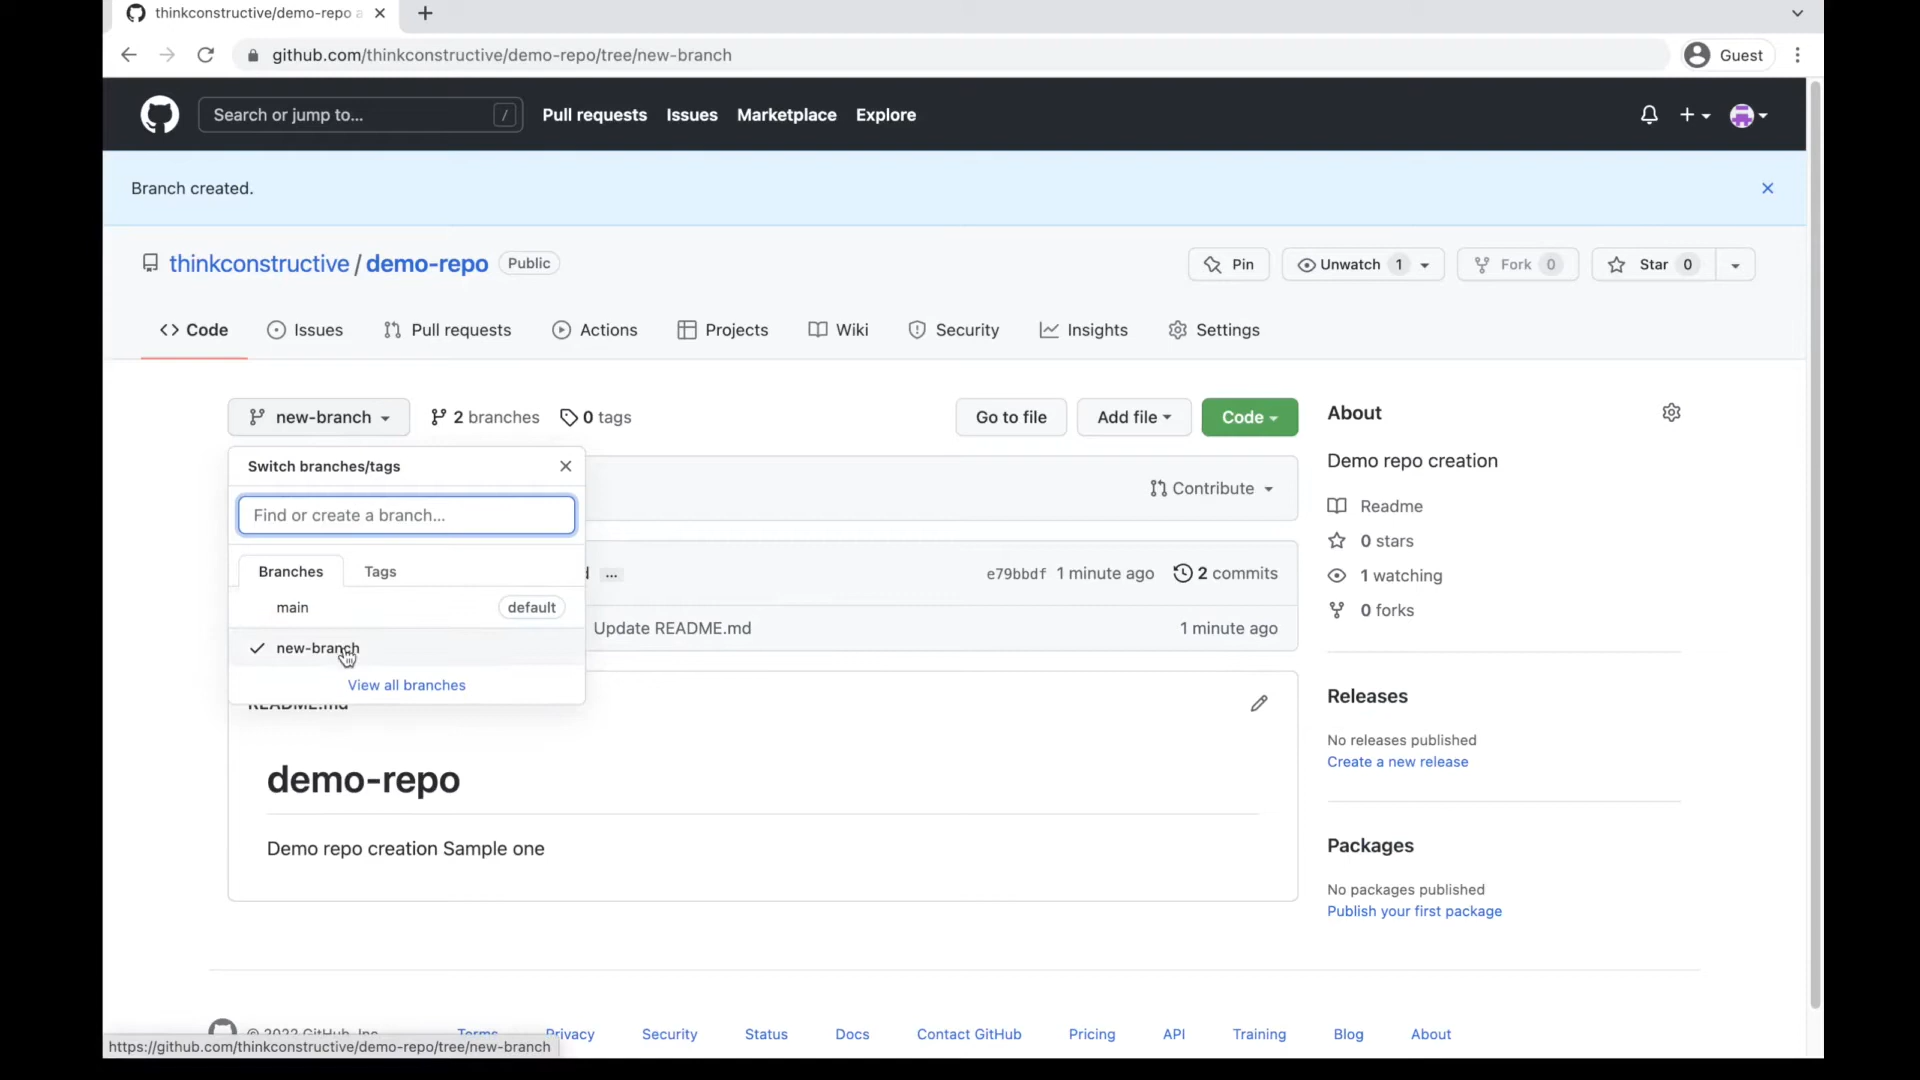 thinkconstructive/demo-repo a
github.com/thinkconstructive/demo-repo/tree/new-branch
Guest
Search or jump to... /
Pull requests Issues Marketplace Explore
Branch created.
thinkconstructive / demo-repo Public
Pin Unwatch 1 Fork 0 Star 0
Code Issues Pull requests Actions Projects Wiki Security Insights Settings
new-branch 2 branches 0 tags Go to file Add file Code
About
Demo repo creation
Switch branches/tags
Contribute
Readme
Find or create a branch...
0 stars
Branches Tags
... e79bbdf 1 minute ago 2 commits
1 watching
main default
0 forks
Update README.md 1 minute ago
new-branch
View all branches
README.md
Releases
No releases published
Create a new release
demo-repo
Demo repo creation Sample one
Packages
No packages published
Publish your first package
© 2022 GitHub, Inc. Terms Privacy Security Status Docs Contact GitHub Pricing API Training Blog About
https://github.com/thinkconstructive/demo-repo/tree/new-branch